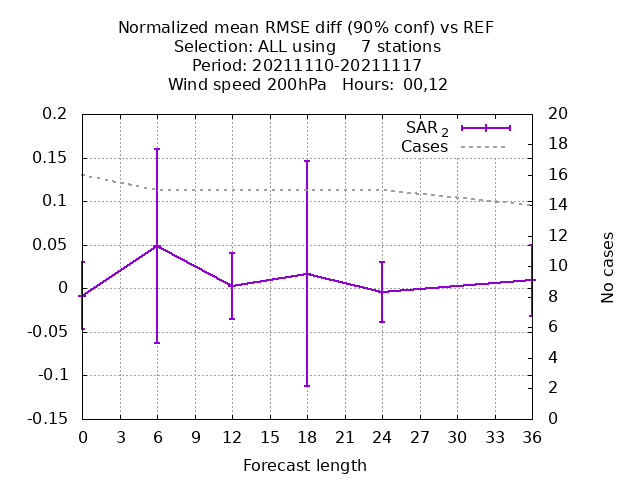 Normalized mean RMSE diff (90% conf) vs REF
Selection: ALL using     7 stations
Period: 20211110-20211117
Wind speed 200hPa   Hours:  00,12
SAR 2
Cases
0.2
0.15
0.1
0.05
0
-0.05
-0.1
-0.15
20
18
16
14
12
10
8
6
4
2
0
No cases
0 3 6 9 12 15 18 21 24 27 30 33 36
Forecast length